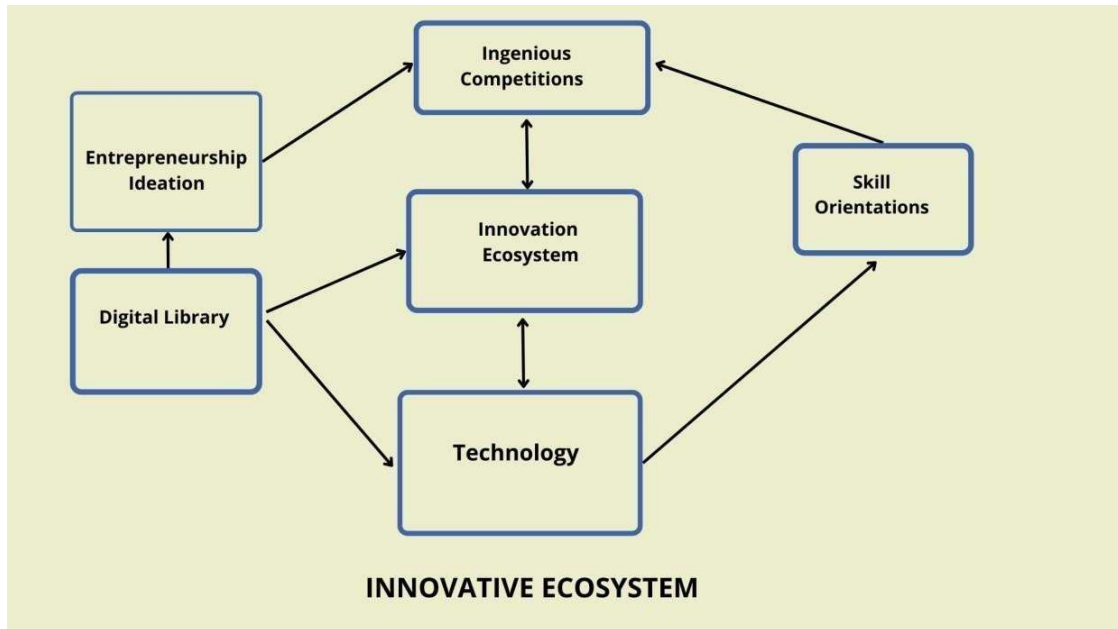 Ingenious
Competitions
Entrepreneurship
Ideation
Skill
Orientations
Innovation
Ecosystem
Digital Library
Technology
INNOVATIVE ECOSYSTEM